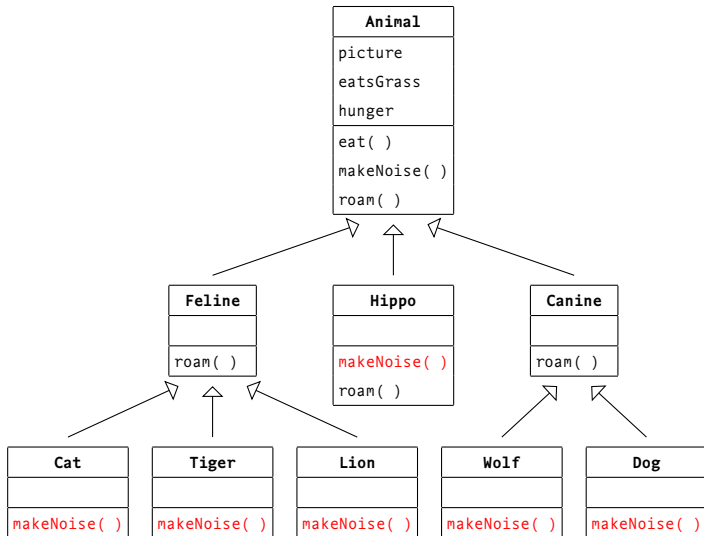 Animal
picture
eatsGrass
hunger
eat( )
makeNoise( )
roam( )
Feline
roam( )
Hippo
makeNoise( )
roam( )
Canine
roam( )
Cat
makeNoise( )
Tiger
makeNoise( )
Lion
makeNoise( )
Wolf
makeNoise( )
Dog
makeNoise( )